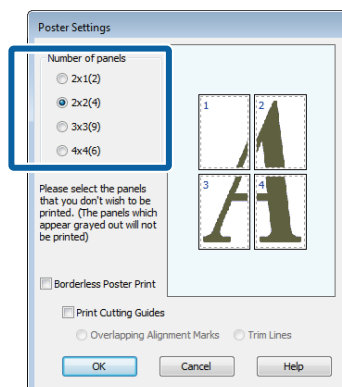 Poster Settings
Number of panels
2x1(2)
2x2(4)
3x3(9)
4x4(6)
1 2
3 4
Please select the panels
that you don't wish to be
printed. (The panels which
appear grayed out will not
be printed)
Borderless Poster Print
Print Cutting Guides
Overlapping Alignment Marks Trim Lines
OK Cancel Help